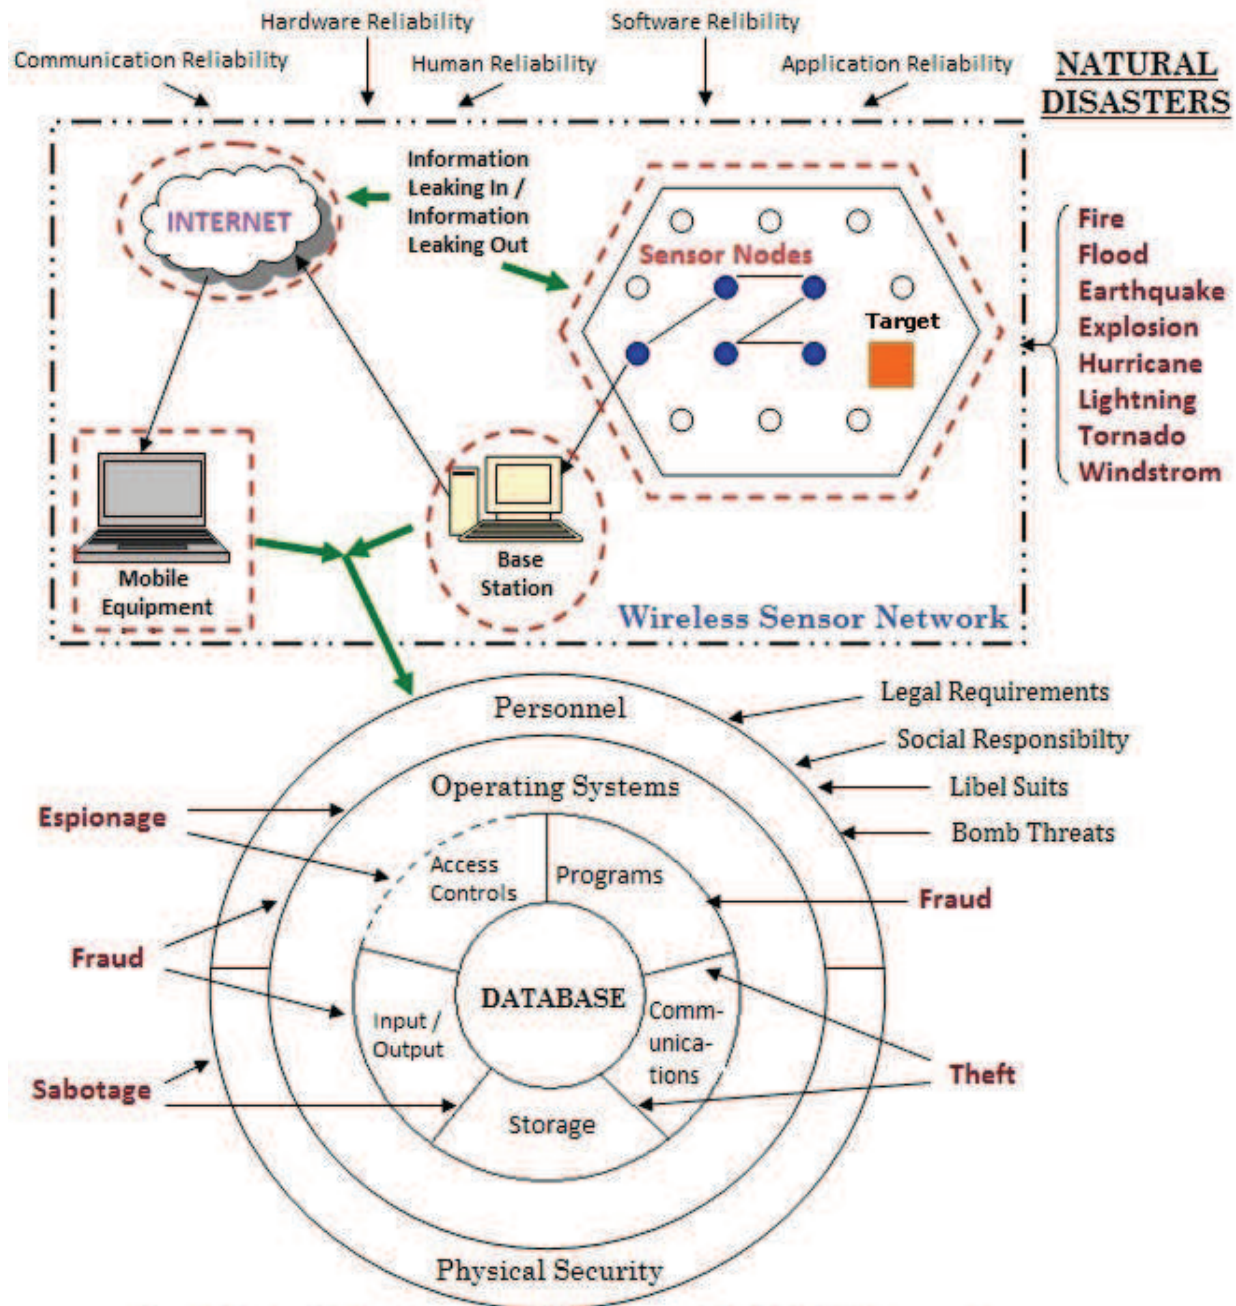 Hardware Reliability
Software Relibility
Communication Reliability
Human Reliability
Application Reliability
NATURAL
DISASTERS
Information
Leaking In /
Information
Leaking Out
INTERNET
Sensor Nodes
Target
Fire
Flood
Earthquake
Explosion
Hurricane
Lightning
Tornado
Windstrom
Mobile
Equipment
Base
Station
Wireless Sensor Network
Personnel
Legal Requirements
Social Responsibilty
Libel Suits
Bomb Threats
Operating Systems
Espionage
Access
Controls
Programs
Fraud
Fraud
DATABASE
Input /
Output
Comm-
unica-
tions
Theft
Sabotage
Storage
Physical Security